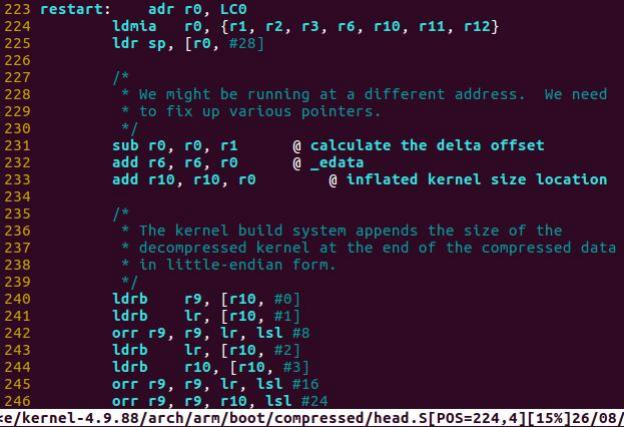 223 restart:    adr r0, LC0
224         ldmia   r0, {r1, r2, r3, r6, r10, r11, r12}
225         ldr sp, [r0, #28]
226
227         /*
228          * We might be running at a different address.  We need
229          * to fix up various pointers.
230          */
231         sub r0, r0, r1      @ calculate the delta offset
232         add r6, r6, r0      @ _edata
233         add r10, r10, r0        @ inflated kernel size location
234
235         /*
236          * The kernel build system appends the size of the
237          * decompressed kernel at the end of the compressed data
238          * in little-endian form.
239          */
240         ldrb    r9, [r10, #0]
241         ldrb    lr, [r10, #1]
242         orr r9, r9, lr, lsl #8
243         ldrb    lr, [r10, #2]
244         ldrb    r10, [r10, #3]
245         orr r9, r9, lr, lsl #16
246         orr r9, r9, r10, lsl #24
<e/kernel-4.9.88/arch/arm/boot/compressed/head.S[POS=224,4][15%]26/08/